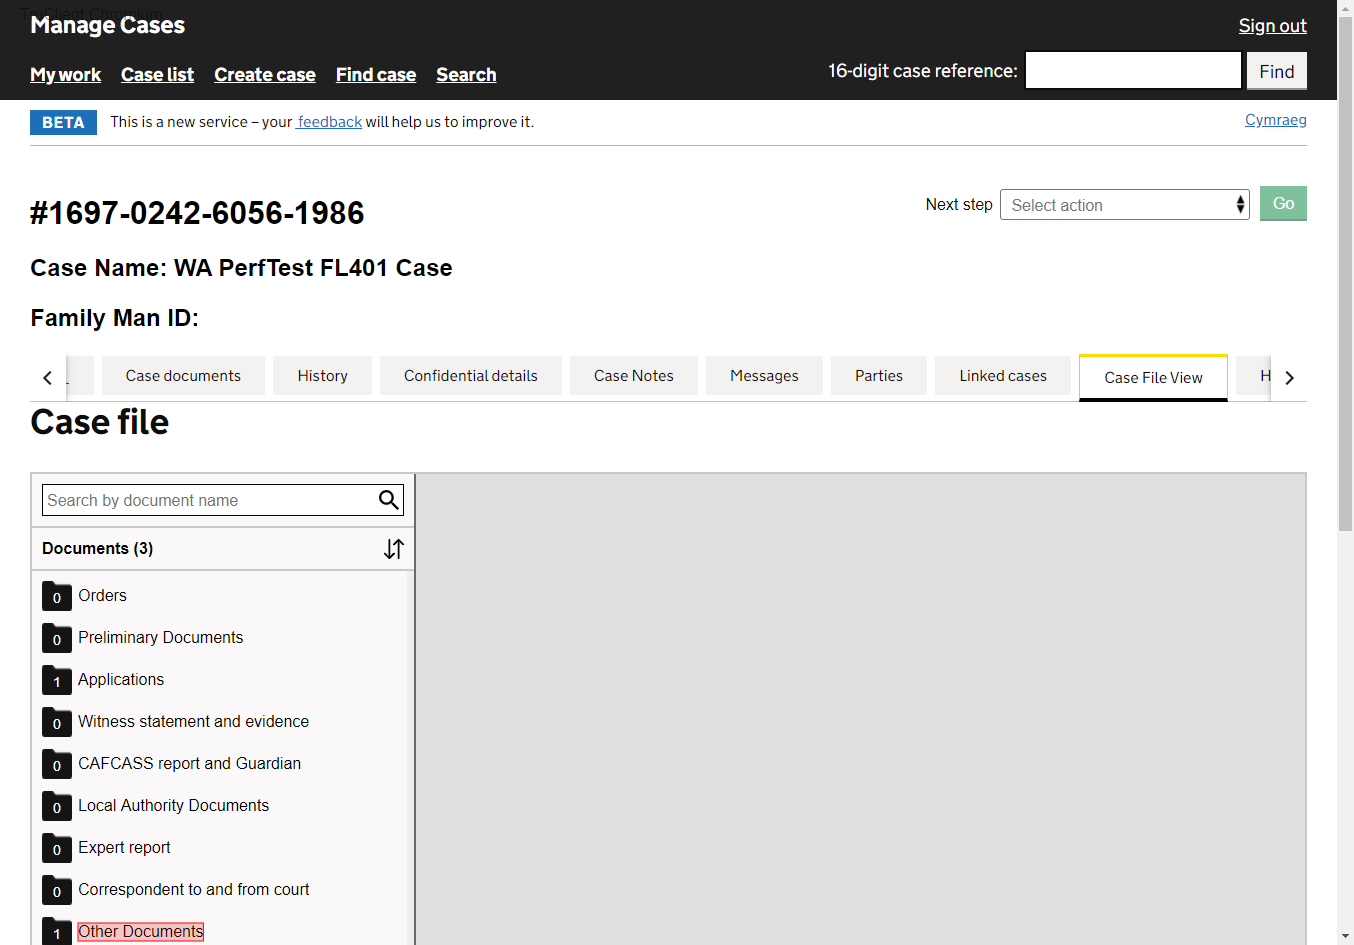 TruClient Chromium
Manage Cases
Sign out
My work Case list Create case Find case Search
16-digit case reference: Find
BETA This is a new service – your feedback will help us to improve it.
Cymraeg
#1697-0242-6056-1986
Next step Select action Go
Case Name: WA PerfTest FL401 Case
Family Man ID:
Case documents History Confidential details Case Notes Messages Parties Linked cases Case File View H
Case file
Search by document name
Documents (3)
0 Orders
0 Preliminary Documents
1 Applications
0 Witness statement and evidence
0 CAFCASS report and Guardian
0 Local Authority Documents
0 Expert report
0 Correspondent to and from court
1 Other Documents